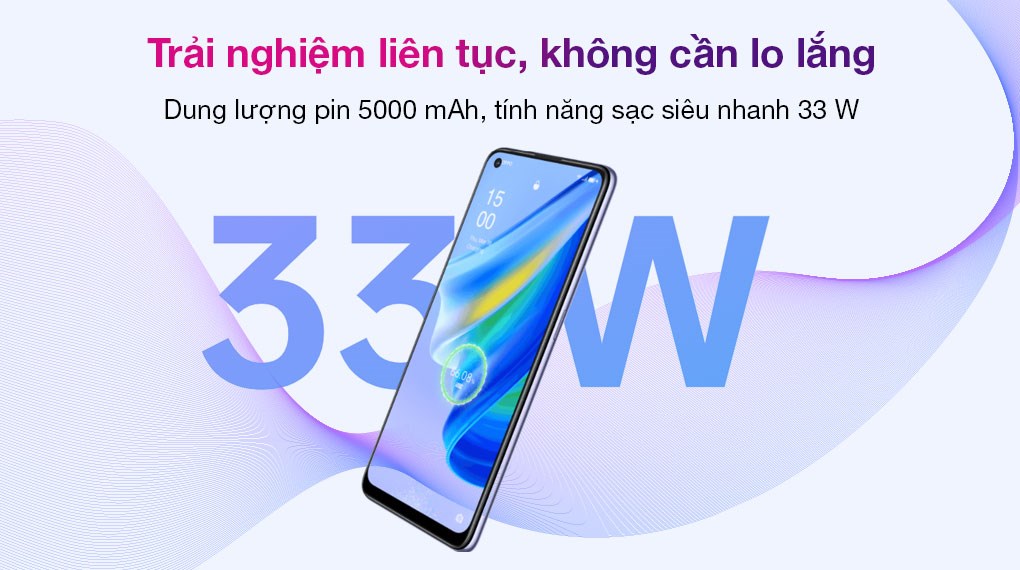 Trải nghiệm liên tục, không cần lo lắng
Dung lượng pin 5000 mAh, tính năng sạc siêu nhanh 33 W
33 W
15
00